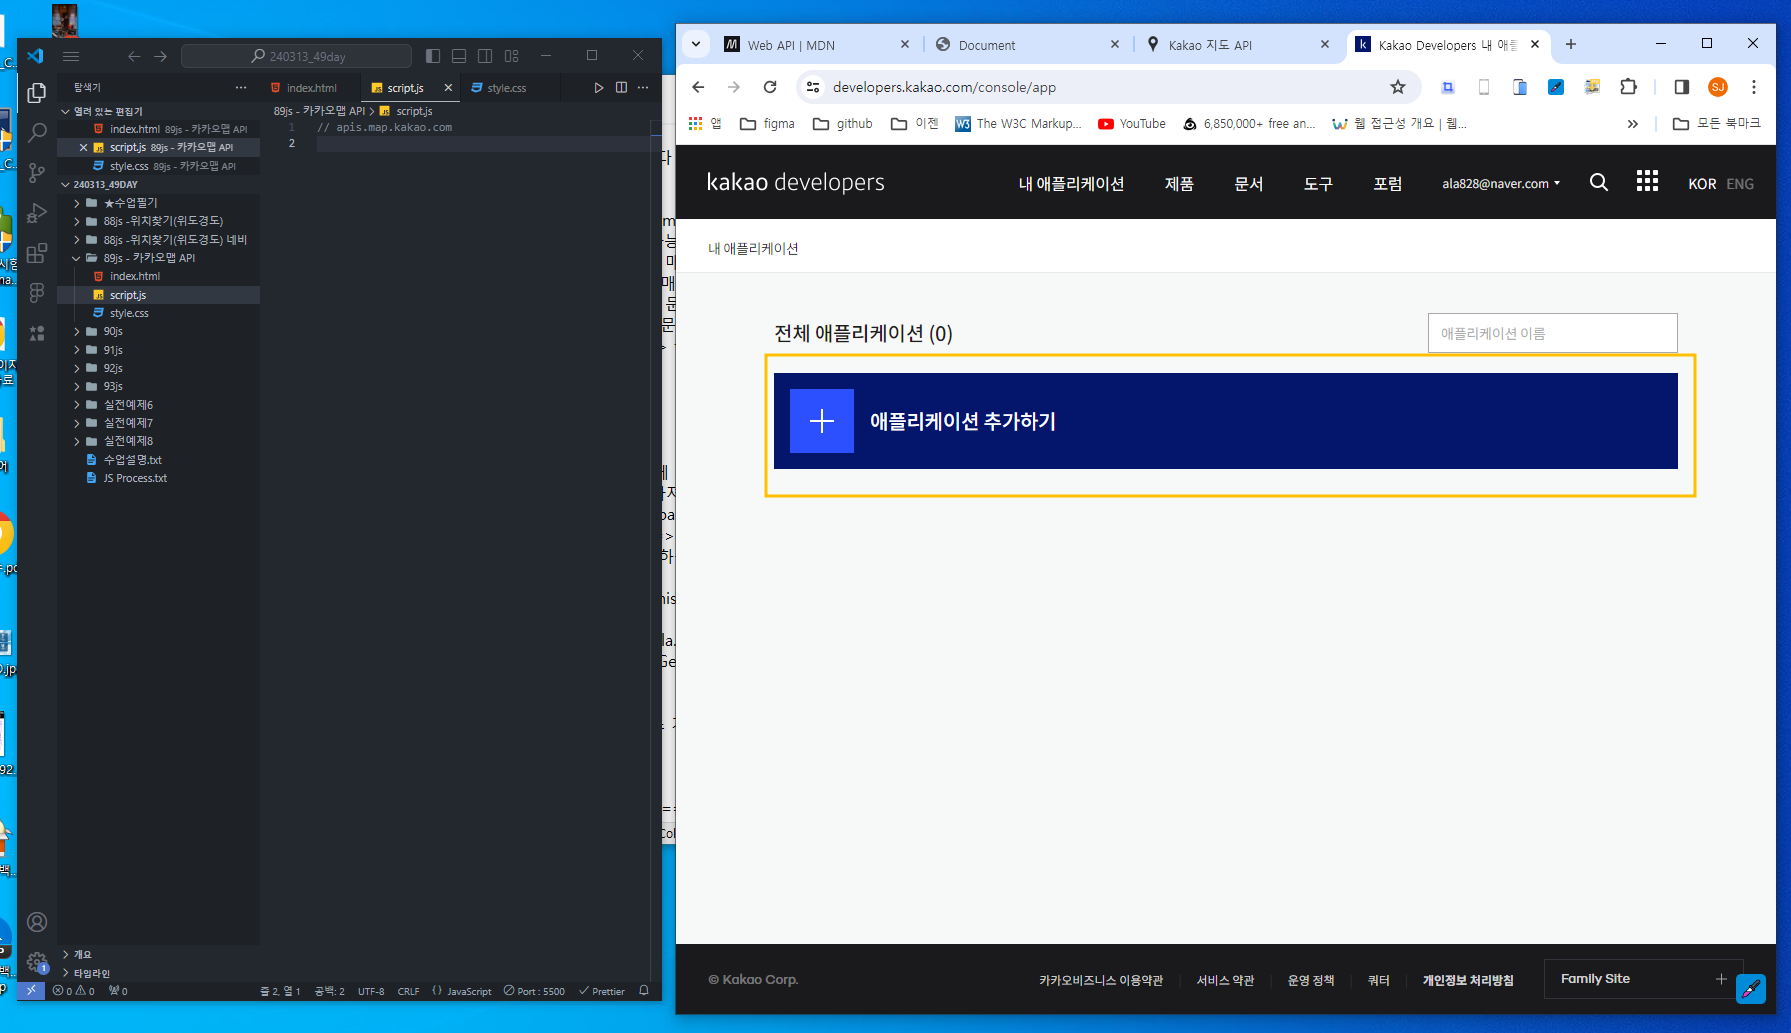 240313_49day
탐색기
index.html
script.js
style.css
열려 있는 편집기
index.html 89js - 카카오맵 API
script.js 89js - 카카오맵 API
style.css 89js - 카카오맵 API
240313_49DAY
★수업필기
88js -위치찾기(위도경도)
88js -위치찾기(위도경도) 네비
89js - 카카오맵 API
index.html
script.js
style.css
90js
91js
92js
93js
실전예제6
실전예제7
실전예제8
수업설명.txt
JS Process.txt
개요
타임라인
89js - 카카오맵 API > script.js
1 // apis.map.kakao.com
2
0 0 0
줄 2, 열 1 공백: 2 UTF-8 CRLF {} JavaScript Port : 5500 Prettier
Web API | MDN
Document
Kakao 지도 API
Kakao Developers 내 애
developers.kakao.com/console/app
SJ
앱 figma github 이젠 The W3C Markup... YouTube 6,850,000+ free an... 웹 접근성 개요 | 웹... » 모든 북마크
kakao developers
내 애플리케이션 제품 문서 도구 포럼 ala828@naver.com KOR ENG
내 애플리케이션
전체 애플리케이션 (0)
애플리케이션 이름
애플리케이션 추가하기
© Kakao Corp.
카카오비즈니스 이용약관 서비스 약관 운영 정책 쿼터 개인정보 처리방침 Family Site